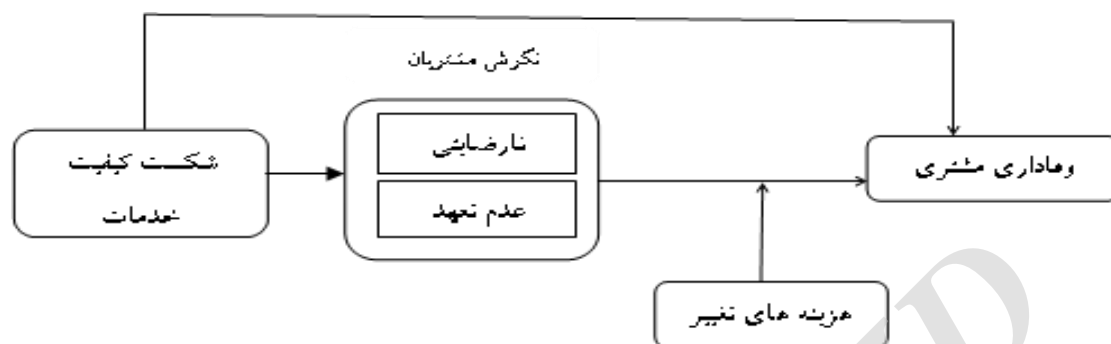 نگرش مشتریان
شکست کیفیت
خدمات
نارضایتی
عدم تعهد
وفاداری مشتری
هزینه های تغییر